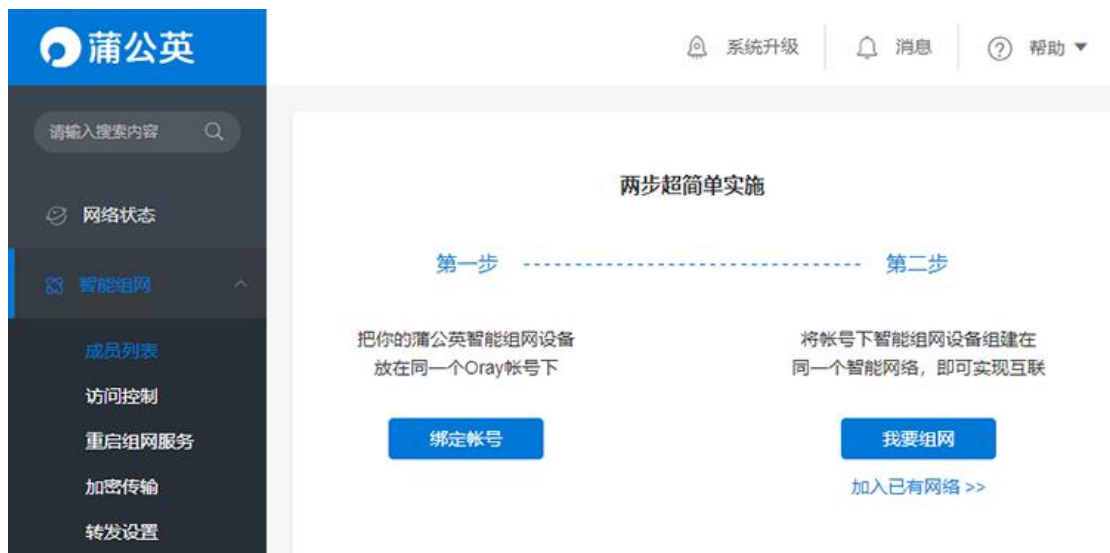 蒲公英
系统升级
消息
帮助
请输入搜索内容
网络状态
智能组网
成员列表
访问控制
重启组网服务
加密传输
转发设置
两步超简单实施
第一步
第二步
把你的蒲公英智能组网设备
放在同一个Oray帐号下
绑定帐号
将帐号下智能组网设备组建在
同一个智能网络，即可实现互联
我要组网
加入已有网络 >>